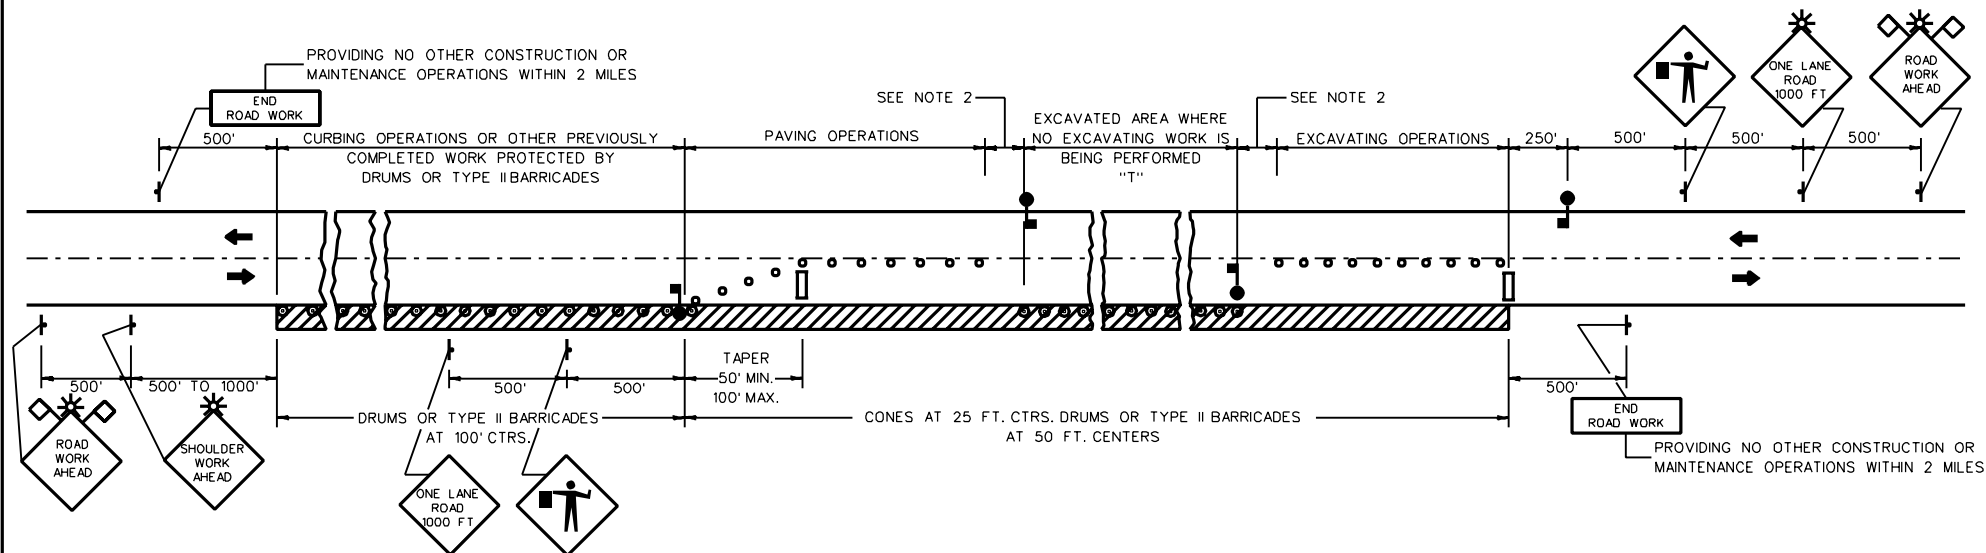 PROVIDING NO OTHER CONSTRUCTION OR
MAINTENANCE OPERATIONS WITHIN 2 MILES
END
ROAD WORK
500'
CURBING OPERATIONS OR OTHER PREVIOUSLY
COMPLETED WORK PROTECTED BY
DRUMS OR TYPE II BARRICADES
PAVING OPERATIONS
SEE NOTE 2
EXCAVATED AREA WHERE
NO EXCAVATING WORK IS
BEING PERFORMED
"T"
SEE NOTE 2
EXCAVATING OPERATIONS
250'
500'
500'
500'
ONE LANE
ROAD
1000 FT
ROAD
WORK
AHEAD
500'
500' TO 1000'
500'
500'
TAPER
50' MIN.
100' MAX.
500'
DRUMS OR TYPE II BARRICADES
AT 100' CTRS.
CONES AT 25 FT. CTRS. DRUMS OR TYPE II BARRICADES
AT 50 FT. CENTERS
ROAD
WORK
AHEAD
SHOULDER
WORK
AHEAD
ONE LANE
ROAD
1000 FT
END
ROAD WORK
PROVIDING NO OTHER CONSTRUCTION OR
MAINTENANCE OPERATIONS WITHIN 2 MILES